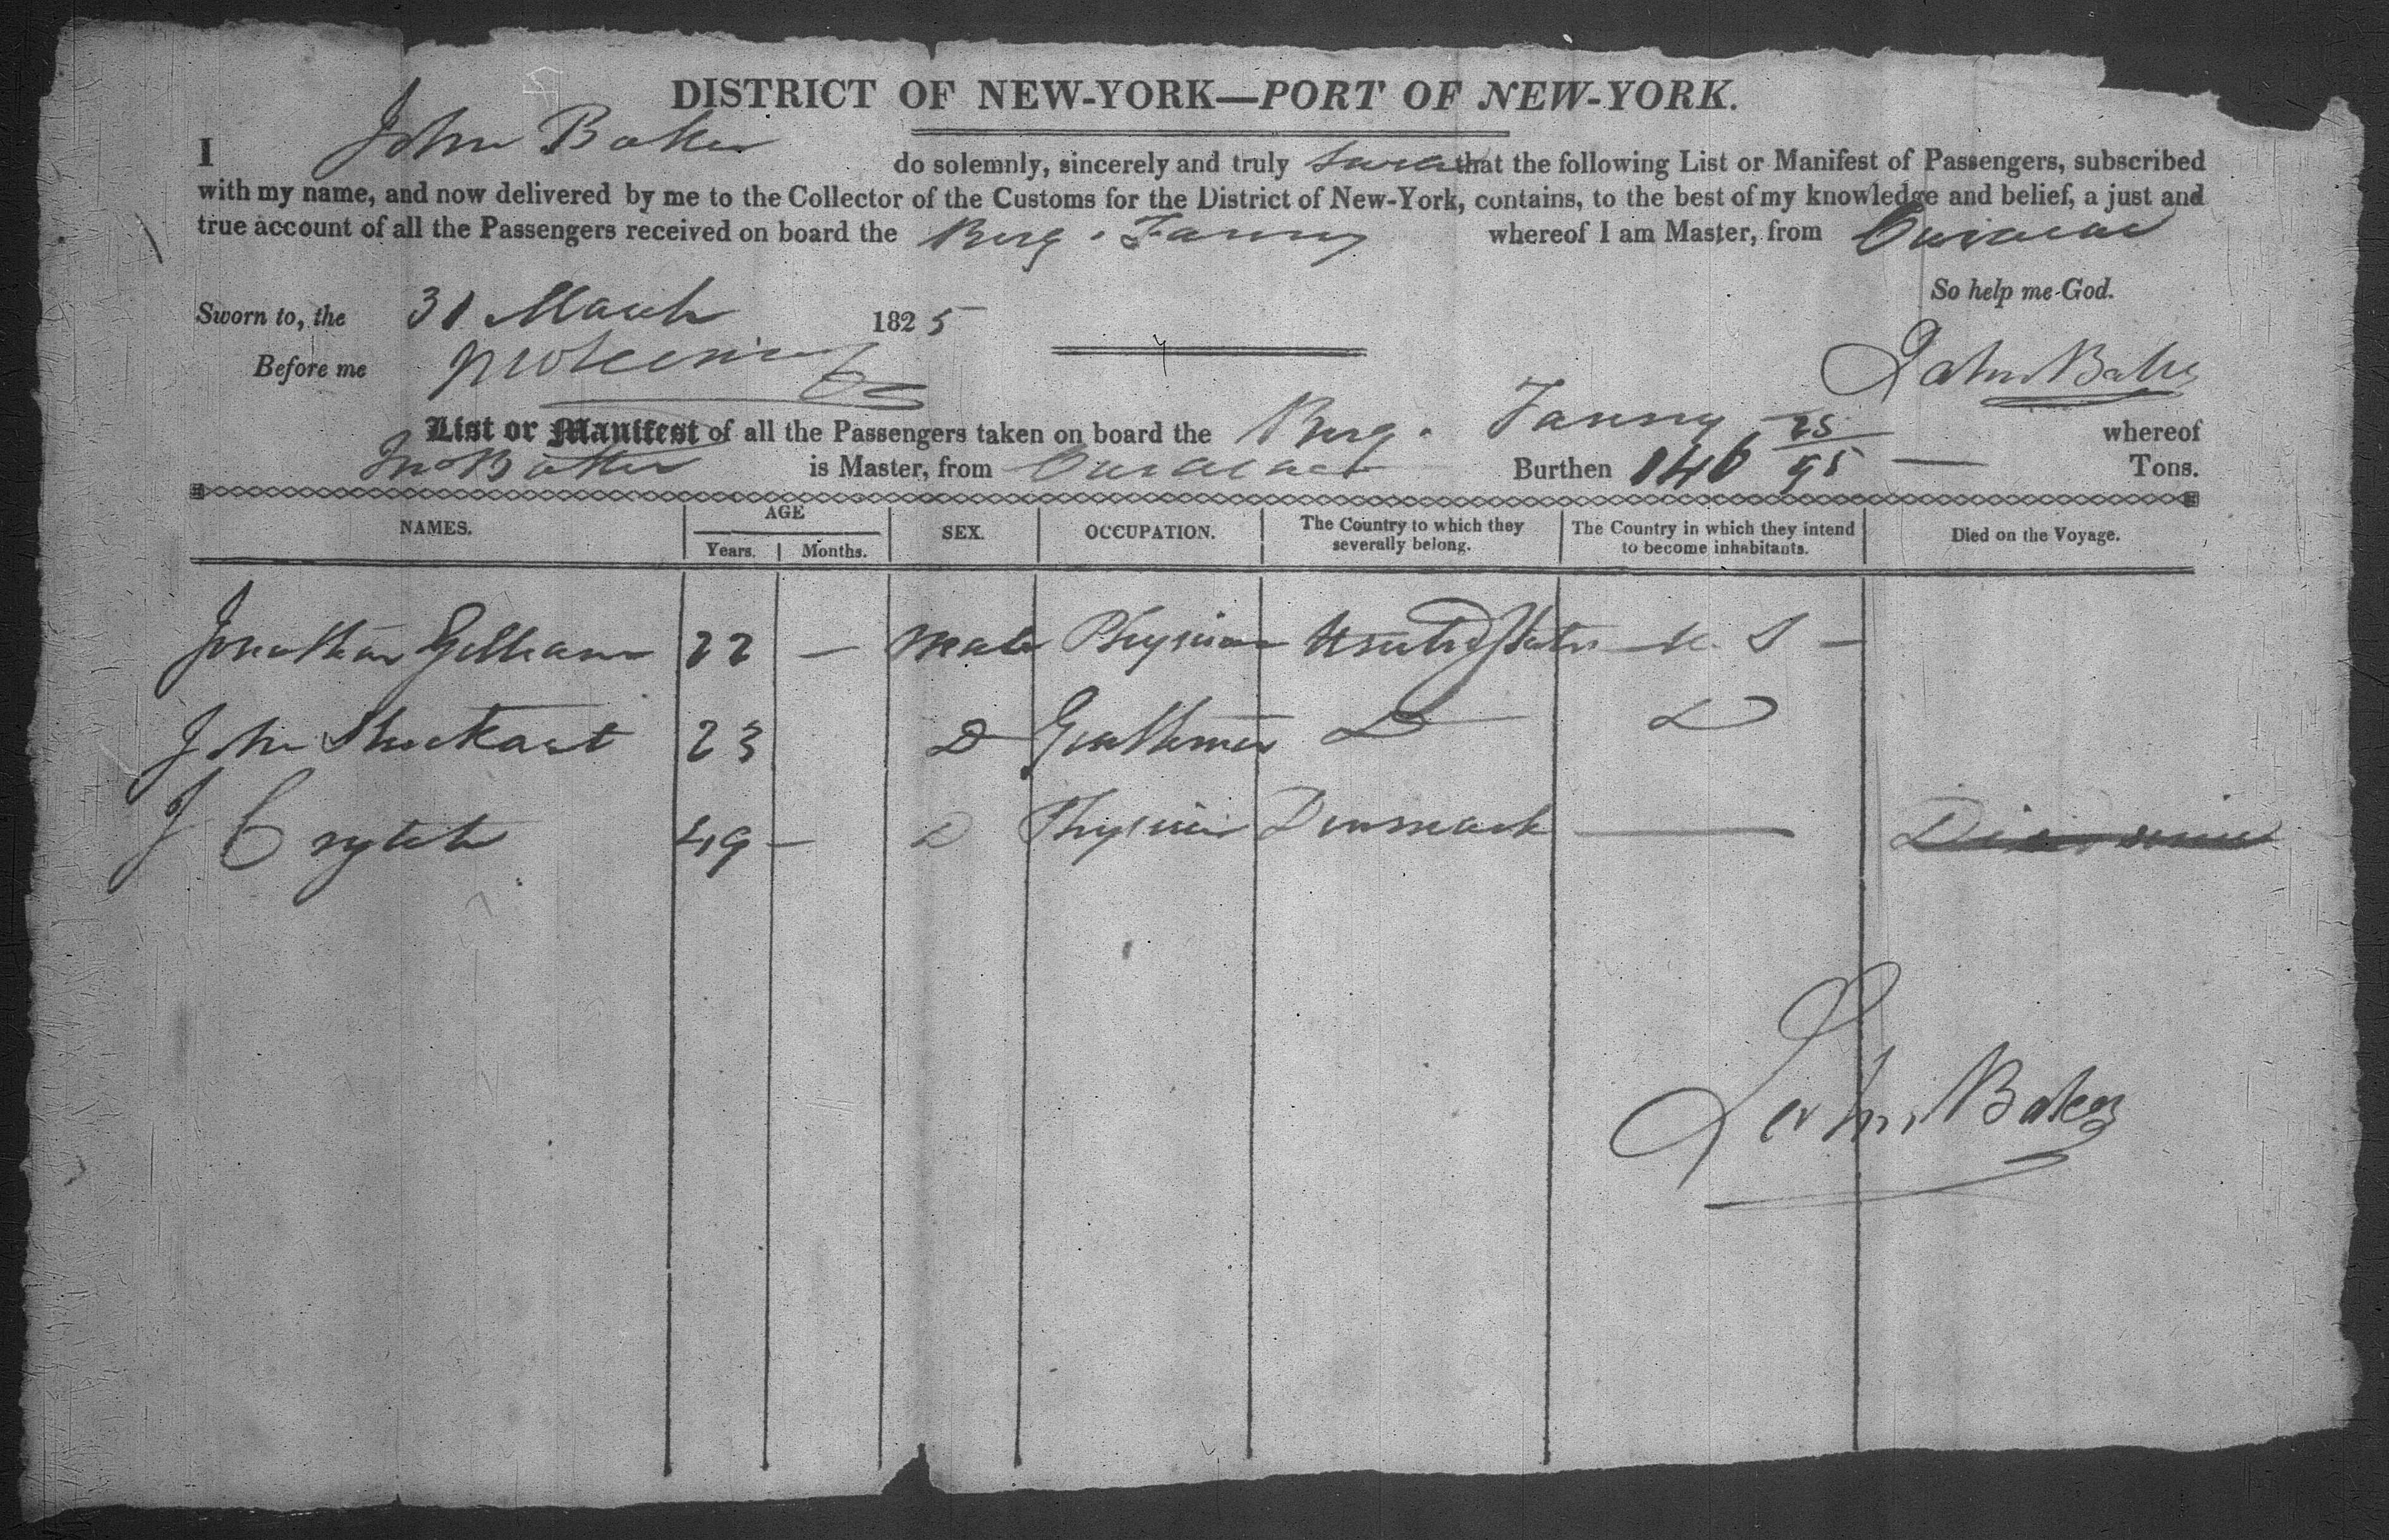 DISTRICT OF NEW-YORK—PORT OF NEW-YORK.
I John Baker do solemnly, sincerely and truly swear that the following List or Manifest of Passengers, subscribed
with my name, and now delivered by me to the Collector of the Customs for the District of New-York, contains, to the best of my knowledge and belief, a just and
true account of all the Passengers received on board the Brig. Fanny whereof I am Master, from Curacao
So help me God.
Sworn to, the 31 March 1825
Before me John Baker
List or Manifest of all the Passengers taken on board the Brig. Fanny whereof
Jno Baker is Master, from Curacao Burthen 146 25/95 Tons.
NAMES. AGE Years. Months. SEX. OCCUPATION. The Country to which they severally belong. The Country in which they intend to become inhabitants. Died on the Voyage.
Jonathan Gilham 22 — Male Physician United States U. S —
John 23 D Gentleman D D
J 49 — D Physician Denmark —
John Baker